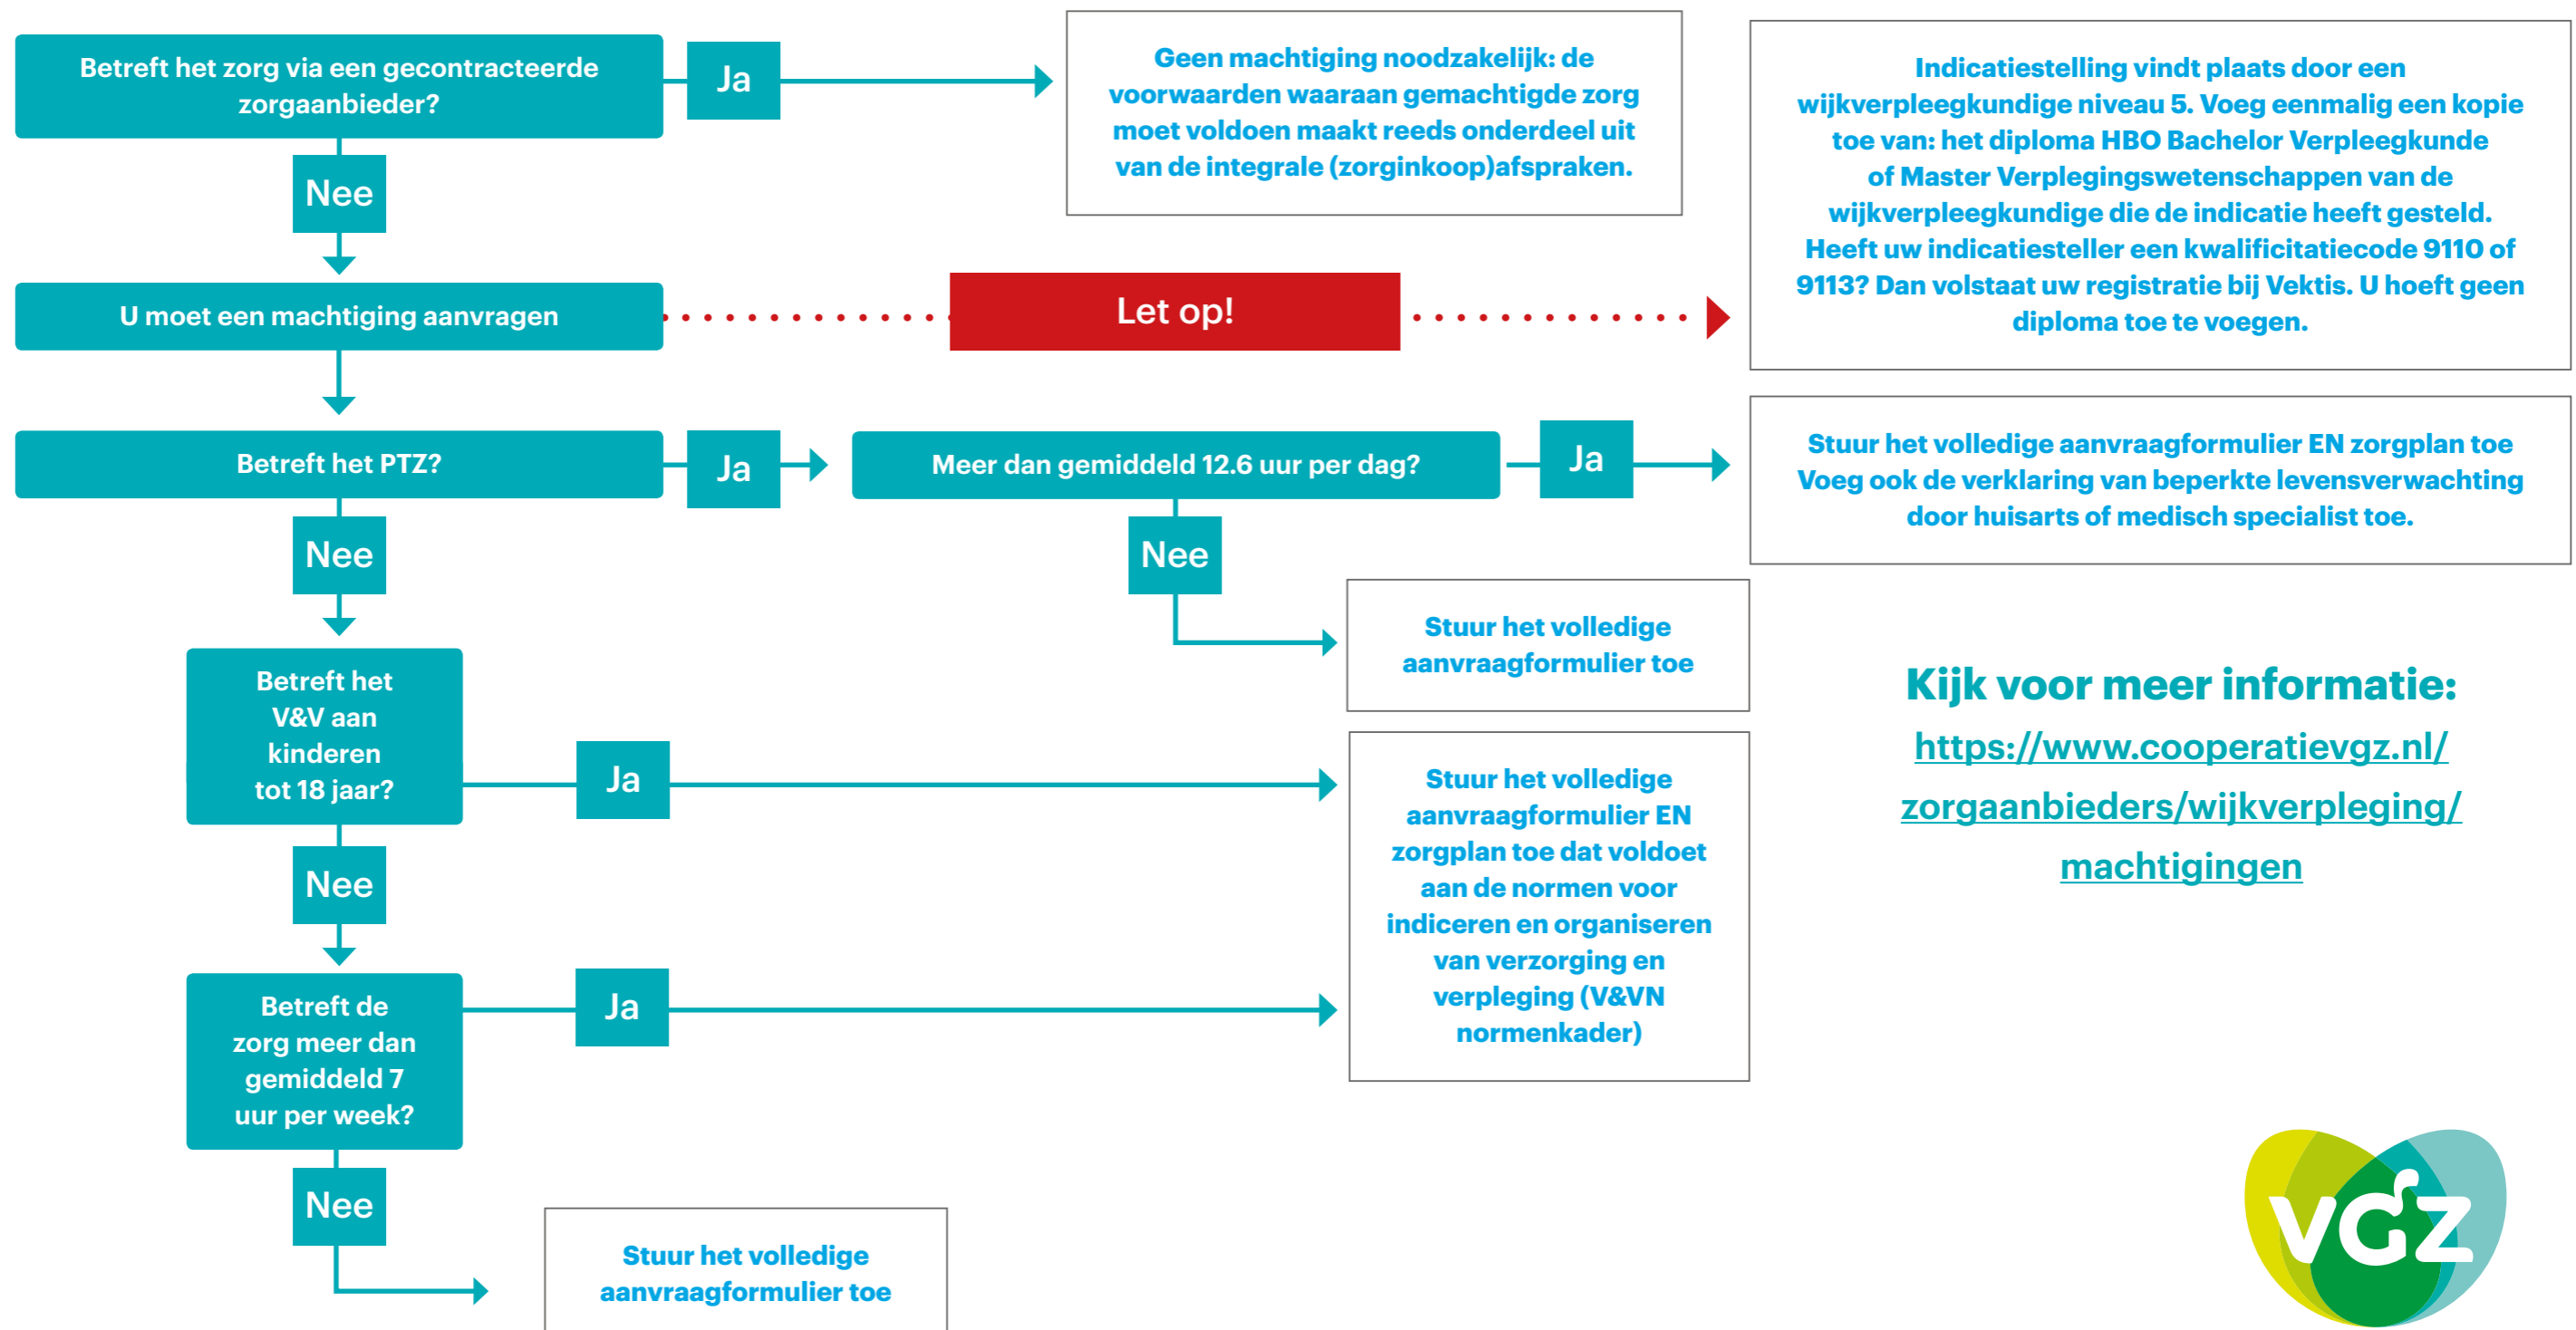 Betreft het zorg via een gecontracteerde
zorgaanbieder?
Ja
Geen machtiging noodzakelijk: de
voorwaarden waaraan gemachtigde zorg
moet voldoen maakt reeds onderdeel uit
van de integrale (zorginkoop)afspraken.
Indicatiestelling vindt plaats door een
wijkverpleegkundige niveau 5. Voeg eenmalig een kopie
toe van: het diploma HBO Bachelor Verpleegkunde
of Master Verplegingswetenschappen van de
wijkverpleegkundige die de indicatie heeft gesteld.
Heeft uw indicatiesteller een kwalificitatiecode 9110 of
9113? Dan volstaat uw registratie bij Vektis. U hoeft geen
diploma toe te voegen.
Nee
U moet een machtiging aanvragen
Let op!
Betreft het PTZ?
Ja
Meer dan gemiddeld 12.6 uur per dag?
Ja
Stuur het volledige aanvraagformulier EN zorgplan toe
Voeg ook de verklaring van beperkte levensverwachting
door huisarts of medisch specialist toe.
Nee
Nee
Stuur het volledige
aanvraagformulier toe
Betreft het
V&V aan
kinderen
tot 18 jaar?
Ja
Stuur het volledige
aanvraagformulier EN
zorgplan toe dat voldoet
aan de normen voor
indiceren en organiseren
van verzorging en
verpleging (V&VN
normenkader)
Kijk voor meer informatie:
https://www.cooperatievgz.nl/
zorgaanbieders/wijkverpleging/
machtigingen
Nee
Betreft de
zorg meer dan
gemiddeld 7
uur per week?
Ja
Nee
Stuur het volledige
aanvraagformulier toe
VGZ